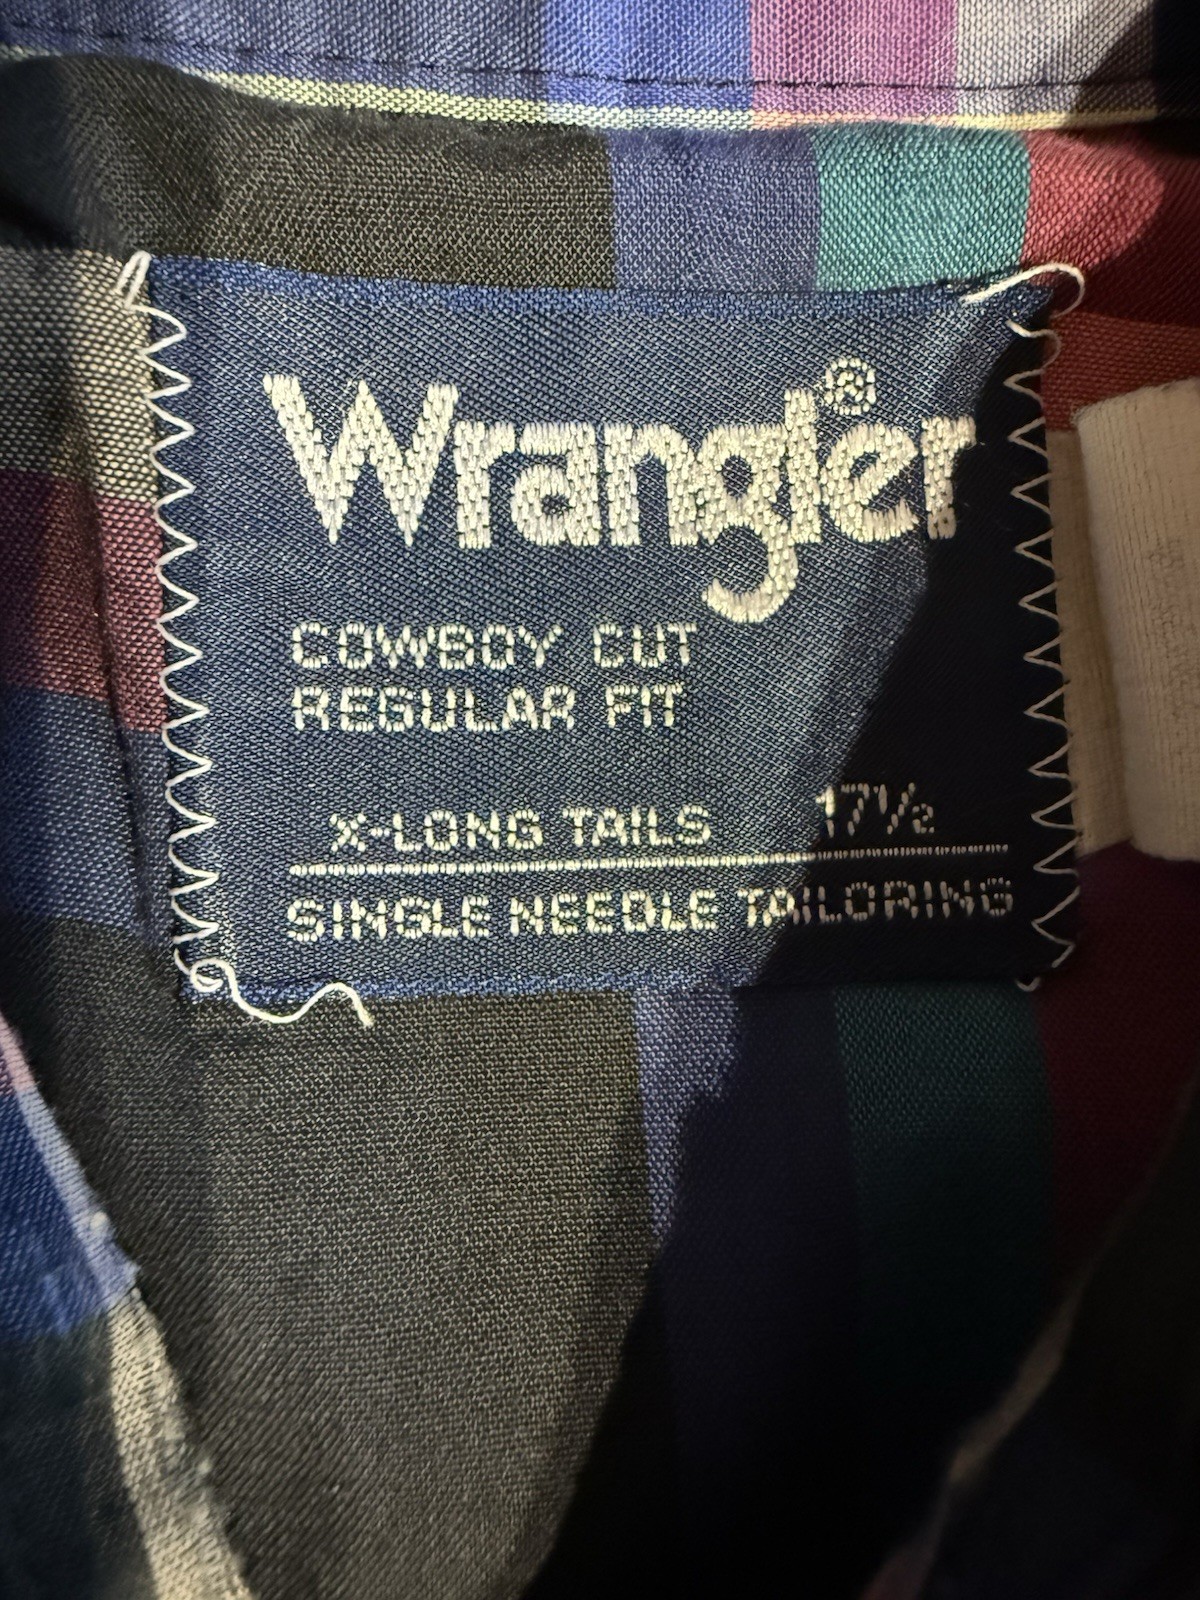 Wrangler®
COWBOY CUT
REGULAR FIT
X-LONG TAILS 17½
SINGLE NEEDLE TAILORING